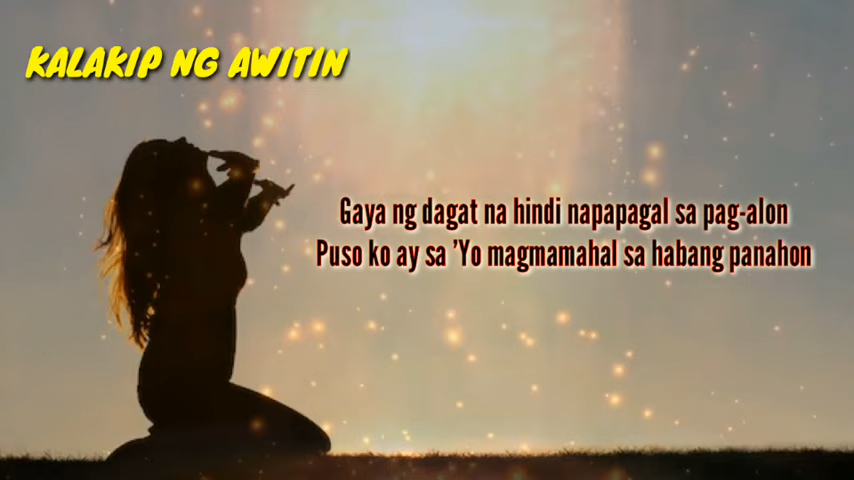 KALAKIP NG AWITIN
Gaya ng dagat na hindi napapagal sa pag-alon
Puso ko ay sa 'Yo magmamahal sa habang panahon